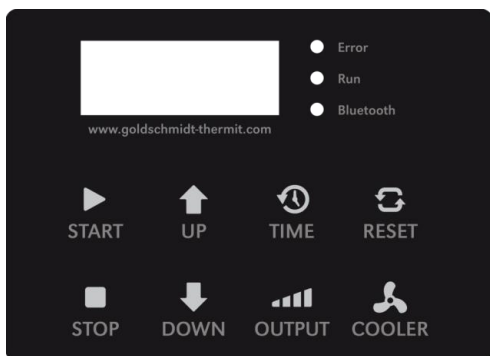 Error
Run
Bluetooth
www.goldschmidt-thermit.com
START UP TIME RESET
STOP DOWN OUTPUT COOLER